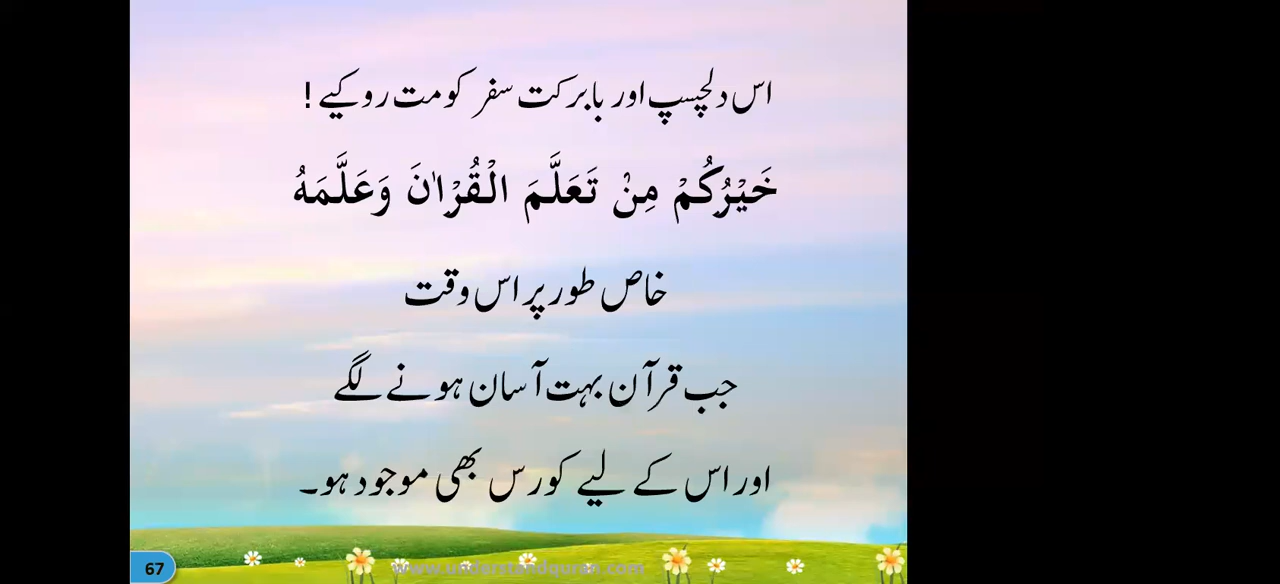 اس دلچسپ اور بابرکت سفر کو مت روکیے !
خَيْرُكُمْ مِنْ تَعَلَّمَ الْقُرْاٰنَ وَعَلَّمَهُ
خاص طور پر اس وقت
جب قرآن بہت آسان ہونے لگے
اور اس کے لیے کورس بھی موجود ہو۔
67
www.understandquran.com